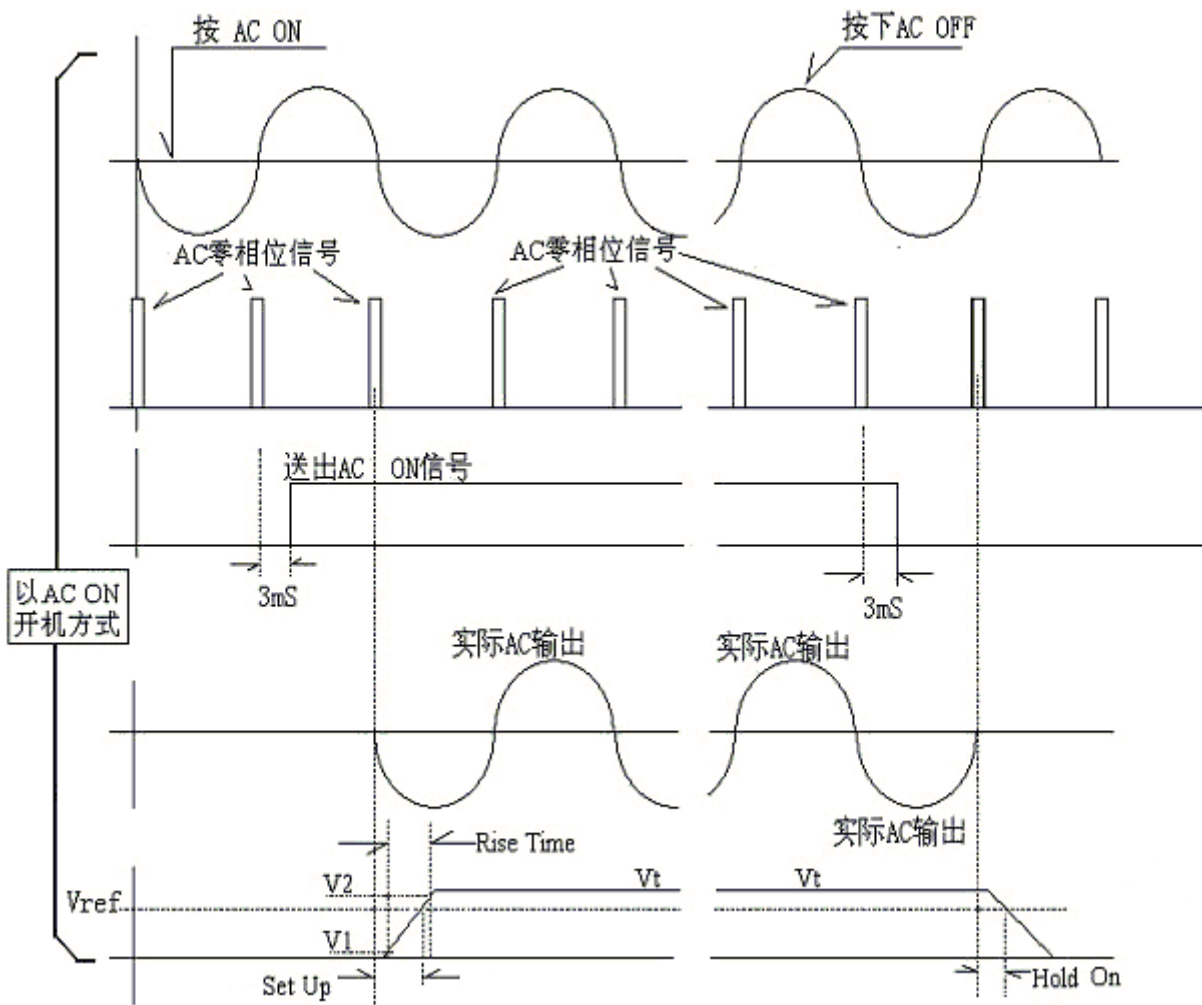 按 AC ON
按下AC OFF
AC零相位信号
AC零相位信号
送出AC ON信号
3mS
3mS
以AC ON
开机方式
实际AC输出
实际AC输出
实际AC输出
Rise Time
V2
Vt
Vt
Vref
V1
Set Up
Hold On